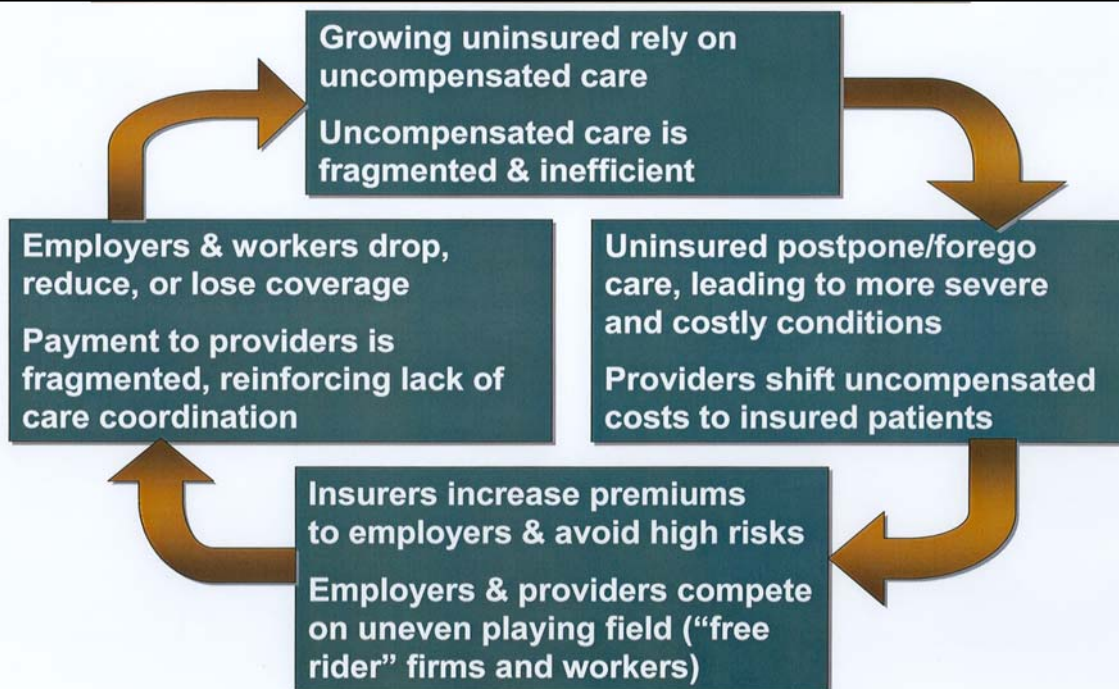 Growing uninsured rely on
uncompensated care
Uncompensated care is
fragmented & inefficient
Uninsured postpone/forego
care, leading to more severe
and costly conditions
Providers shift uncompensated
costs to insured patients
Insurers increase premiums
to employers & avoid high risks
Employers & providers compete
on uneven playing field (“free
rider” firms and workers)
Employers & workers drop,
reduce, or lose coverage
Payment to providers is
fragmented, reinforcing lack of
care coordination